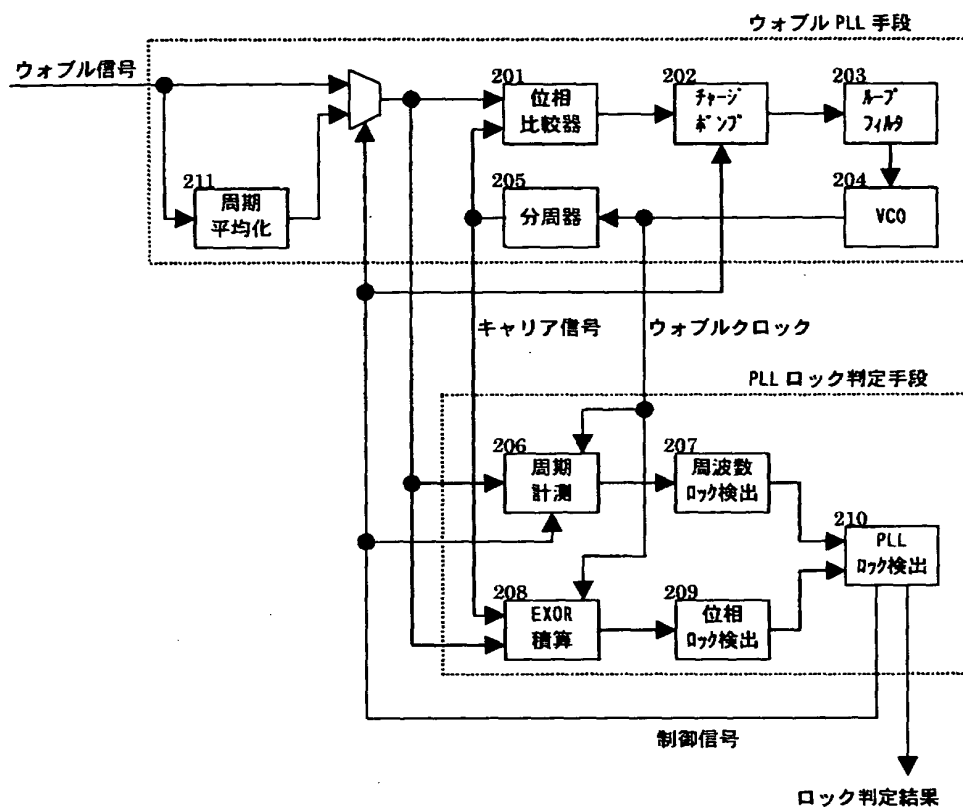 ウォブル PLL 手段
ウォブル信号
201
位相
比較器
202
ﾁｬｰｼﾞ
ﾎﾟﾝﾌﾟ
203
ﾙｰﾌﾟ
ﾌｨﾙﾀ
211
周期
平均化
205
分周器
204
VCO
キャリア信号
ウォブルクロック
PLL ロック判定手段
206
周期
計測
207
周波数
ﾛｯｸ検出
210
PLL
ﾛｯｸ検出
208
EXOR
積算
209
位相
ﾛｯｸ検出
制御信号
ロック判定結果